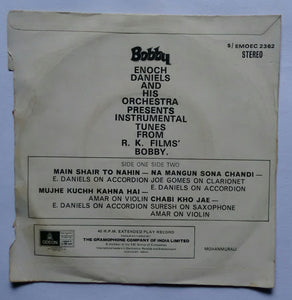 Bobby
S/EMOEC 2362
STEREO
ENOCH
DANIELS
AND
HIS
ORCHESTRA
PRESENTS
INSTRUMENTAL
TUNES
FROM
R. K. FILMS'
BOBBY.
SIDE ONE SIDE TWO
MAIN SHAIR TO NAHIN — NA MANGUN SONA CHANDI —
E. DANIELS ON ACCORDION JOE GOMES ON CLARIONET
E. DANIELS ON ACCORDION
MUJHE KUCHH KAHNA HAI — AMAR ON VIOLIN
E. DANIELS ON ACCORDION CHABI KHO JAE —
SURESH ON SAXOPHONE
AMAR ON VIOLIN
ODEON
45 R.P.M. EXTENDED PLAY RECORD
THE GRAMOPHONE COMPANY OF INDIA LIMITED
MOHANMURALI